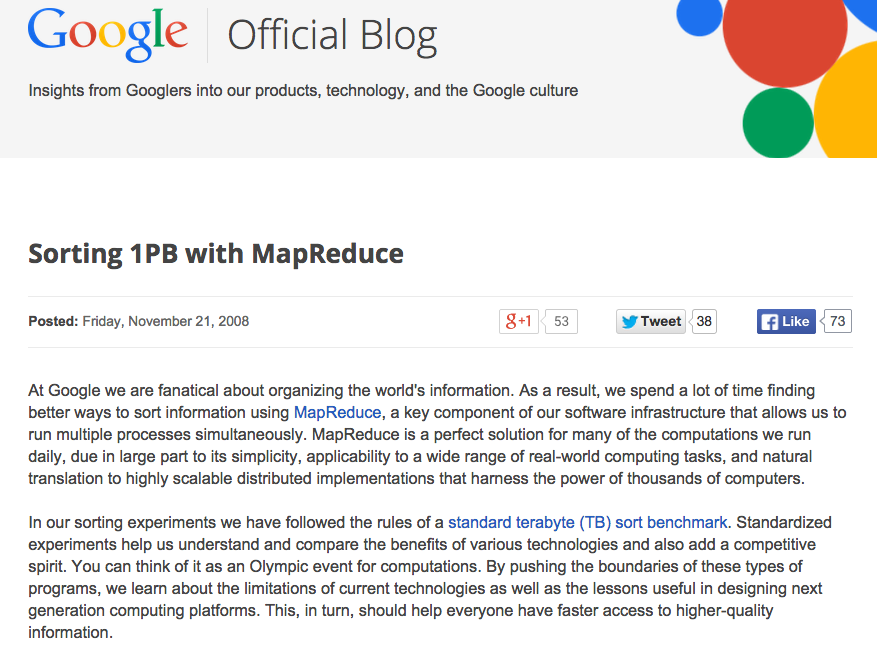 Google Official Blog
Insights from Googlers into our products, technology, and the Google culture
Sorting 1PB with MapReduce
Posted: Friday, November 21, 2008
g+1 53 Tweet 38 Like 73
At Google we are fanatical about organizing the world's information. As a result, we spend a lot of time finding
better ways to sort information using MapReduce, a key component of our software infrastructure that allows us to
run multiple processes simultaneously. MapReduce is a perfect solution for many of the computations we run
daily, due in large part to its simplicity, applicability to a wide range of real-world computing tasks, and natural
translation to highly scalable distributed implementations that harness the power of thousands of computers.
In our sorting experiments we have followed the rules of a standard terabyte (TB) sort benchmark. Standardized
experiments help us understand and compare the benefits of various technologies and also add a competitive
spirit. You can think of it as an Olympic event for computations. By pushing the boundaries of these types of
programs, we learn about the limitations of current technologies as well as the lessons useful in designing next
generation computing platforms. This, in turn, should help everyone have faster access to higher-quality
information.